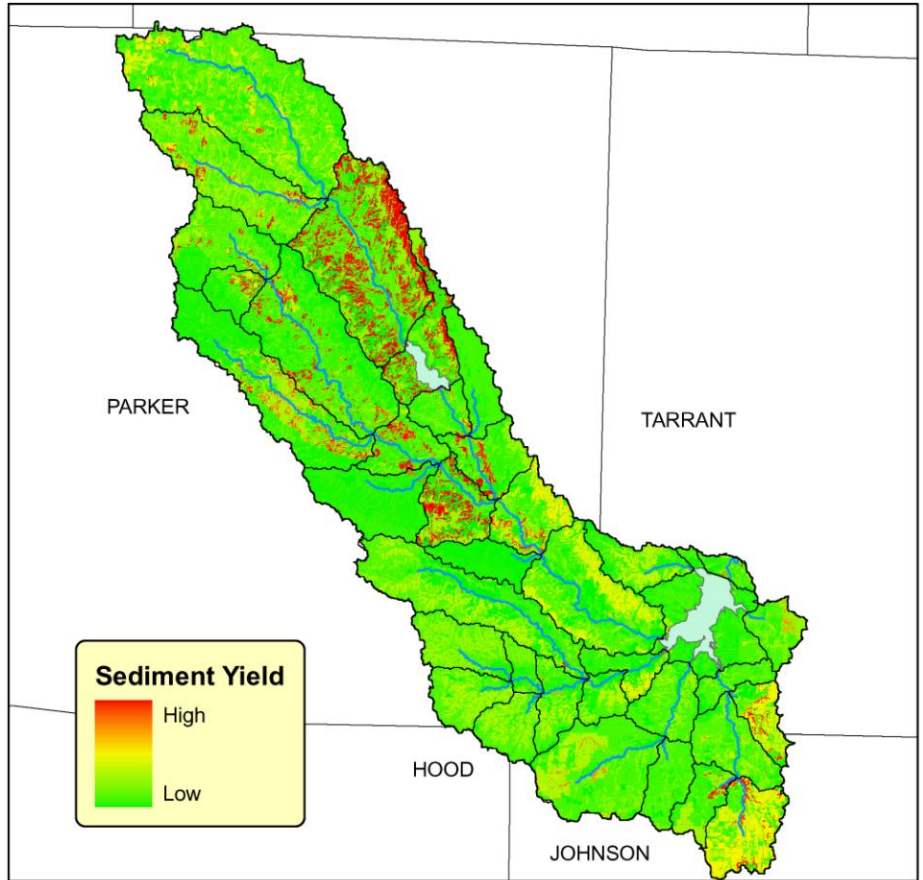 PARKER
TARRANT
Sediment Yield
High
Low
HOOD
JOHNSON